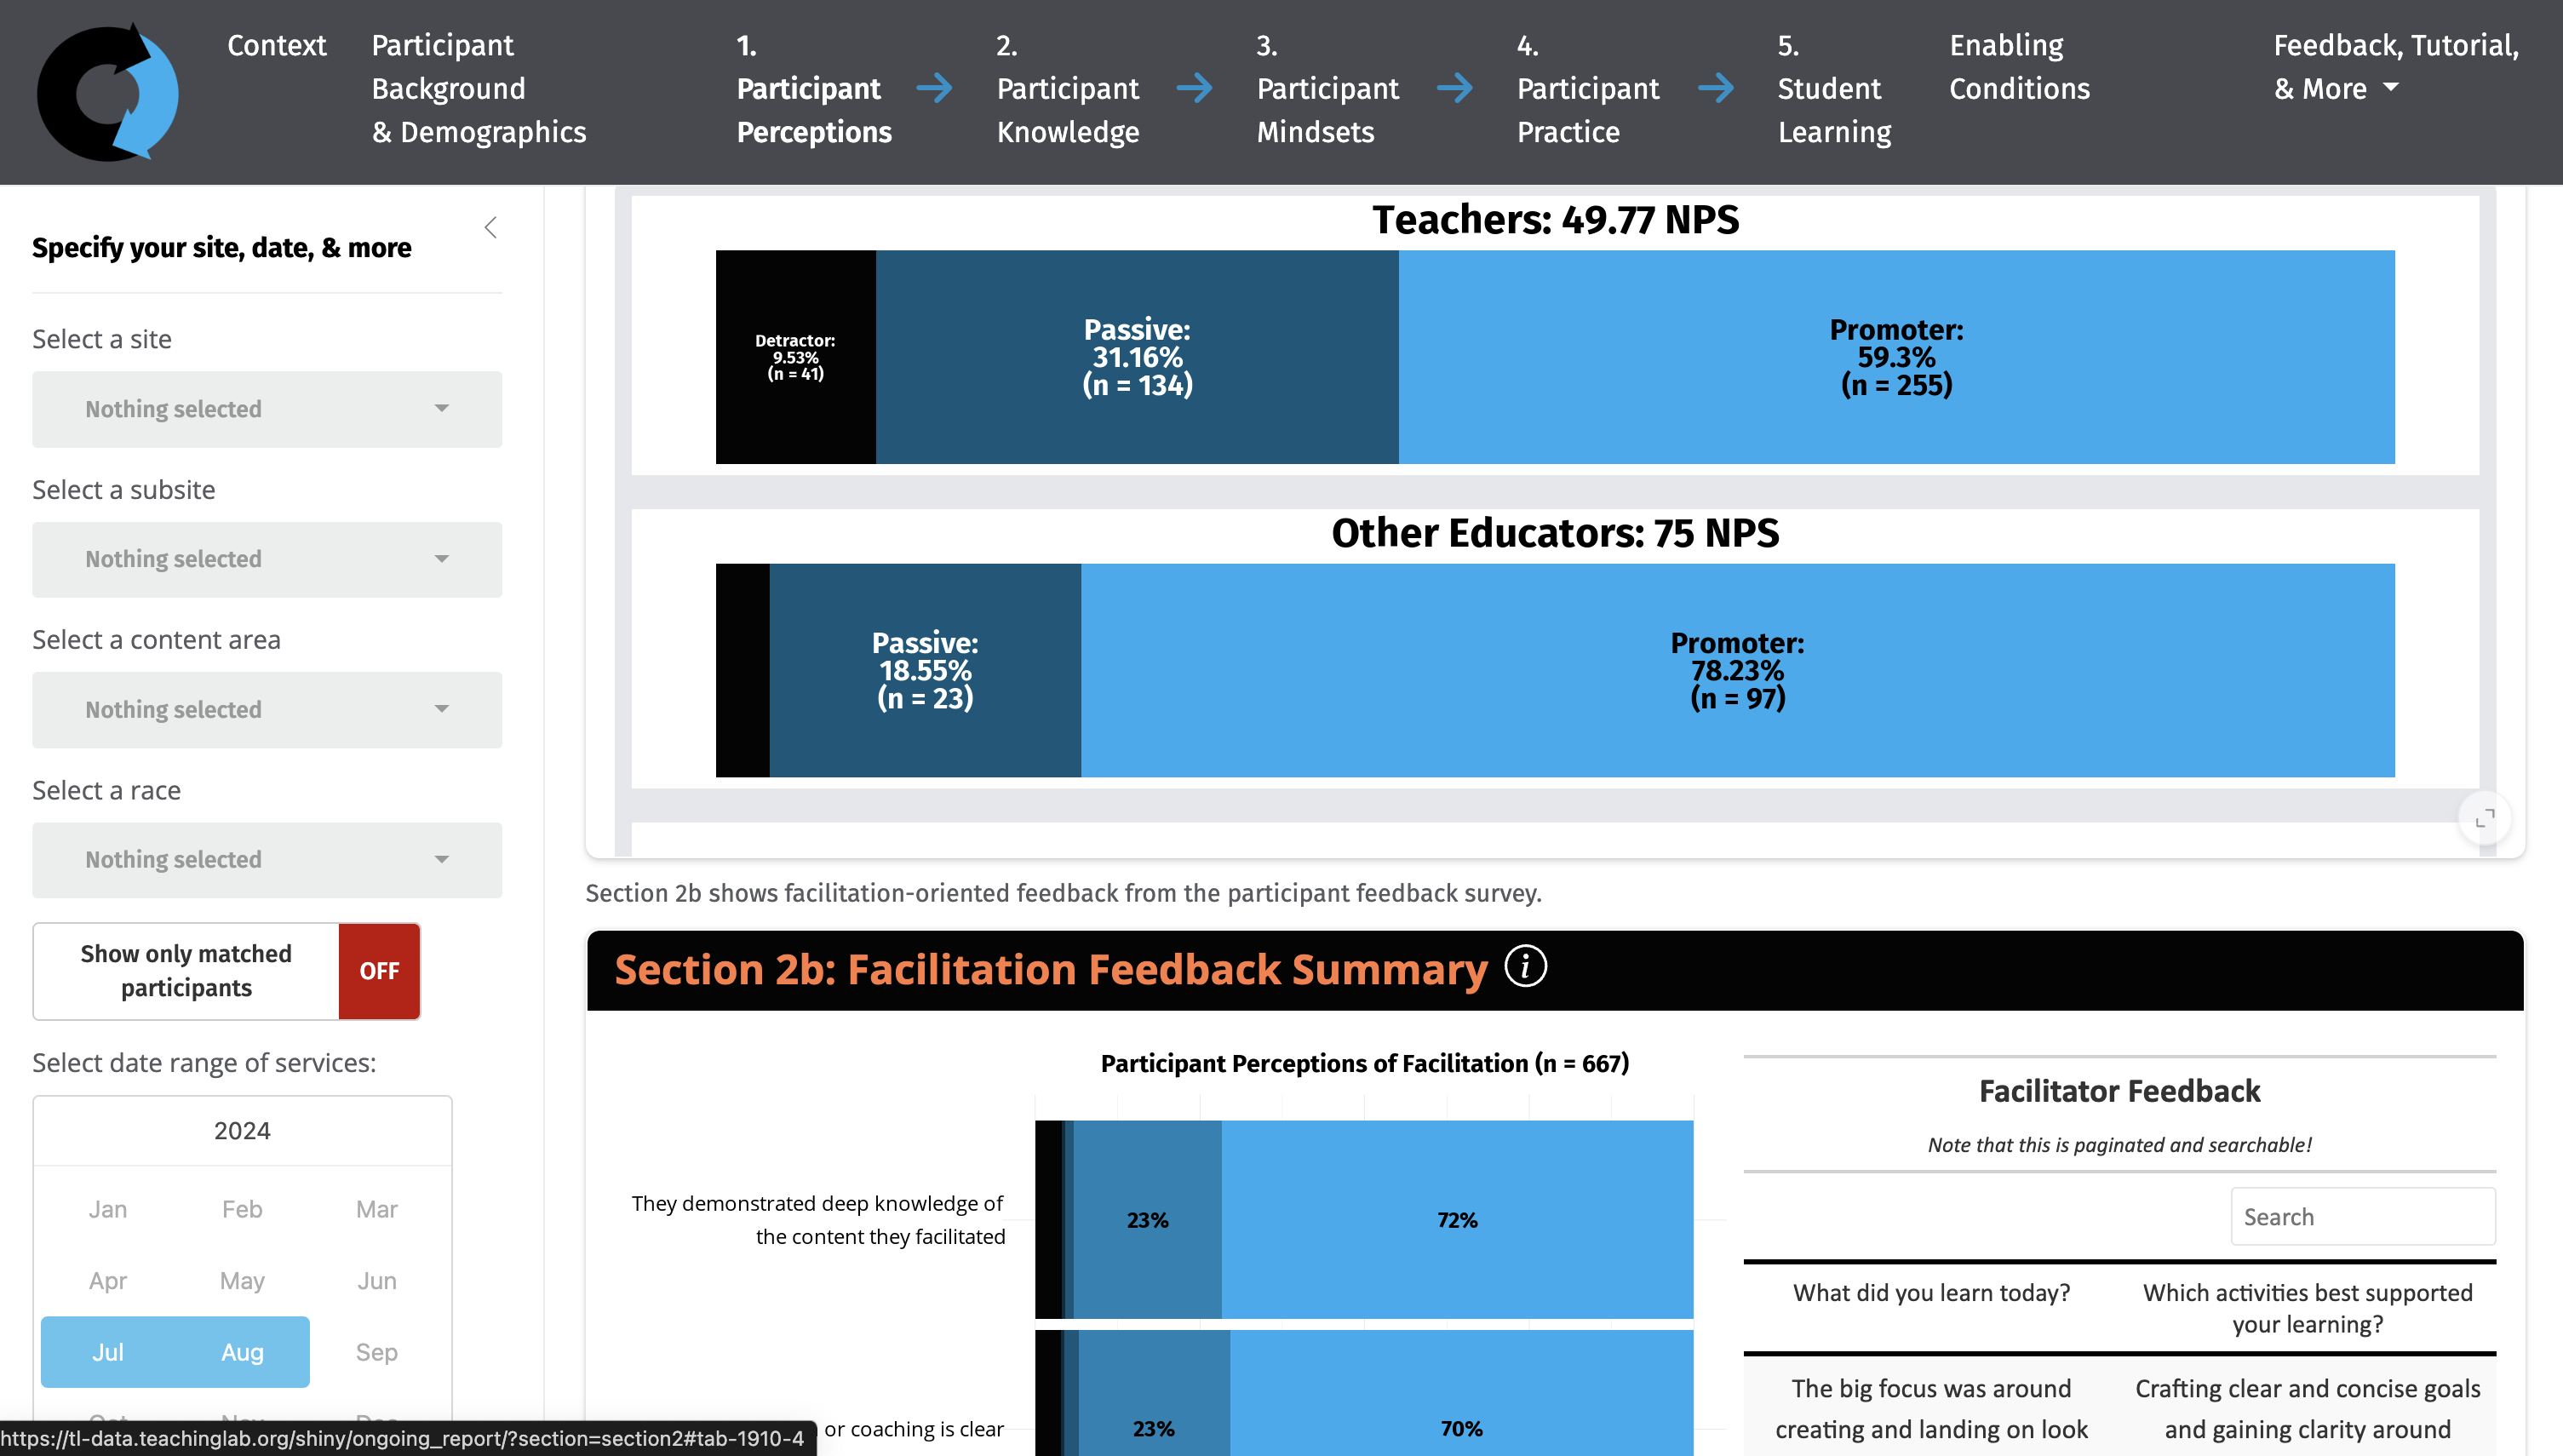 Context
Participant
Background
& Demographics
1.
Participant
Perceptions
2.
Participant
Knowledge
3.
Participant
Mindsets
4.
Participant
Practice
5.
Student
Learning
Enabling
Conditions
Feedback, Tutorial,
& More
Specify your site, date, & more
Select a site
Nothing selected
Select a subsite
Nothing selected
Select a content area
Nothing selected
Select a race
Nothing selected
Show only matched
participants
OFF
Select date range of services:
2024
Jan Feb Mar
Apr May Jun
Jul Aug Sep
https://tl-data.teachinglab.org/shiny/ongoing_report/?section=section2#tab-1910-4
Teachers: 49.77 NPS
Detractor:
9.53%
(n = 41)
Passive:
31.16%
(n = 134)
Promoter:
59.3%
(n = 255)
Other Educators: 75 NPS
Passive:
18.55%
(n = 23)
Promoter:
78.23%
(n = 97)
Section 2b shows facilitation-oriented feedback from the participant feedback survey.
Section 2b: Facilitation Feedback Summary i
Participant Perceptions of Facilitation (n = 667)
They demonstrated deep knowledge of
the content they facilitated
23% 72%
or coaching is clear
23% 70%
Facilitator Feedback
Note that this is paginated and searchable!
Search
What did you learn today?
Which activities best supported
your learning?
The big focus was around
creating and landing on look
Crafting clear and concise goals
and gaining clarity around